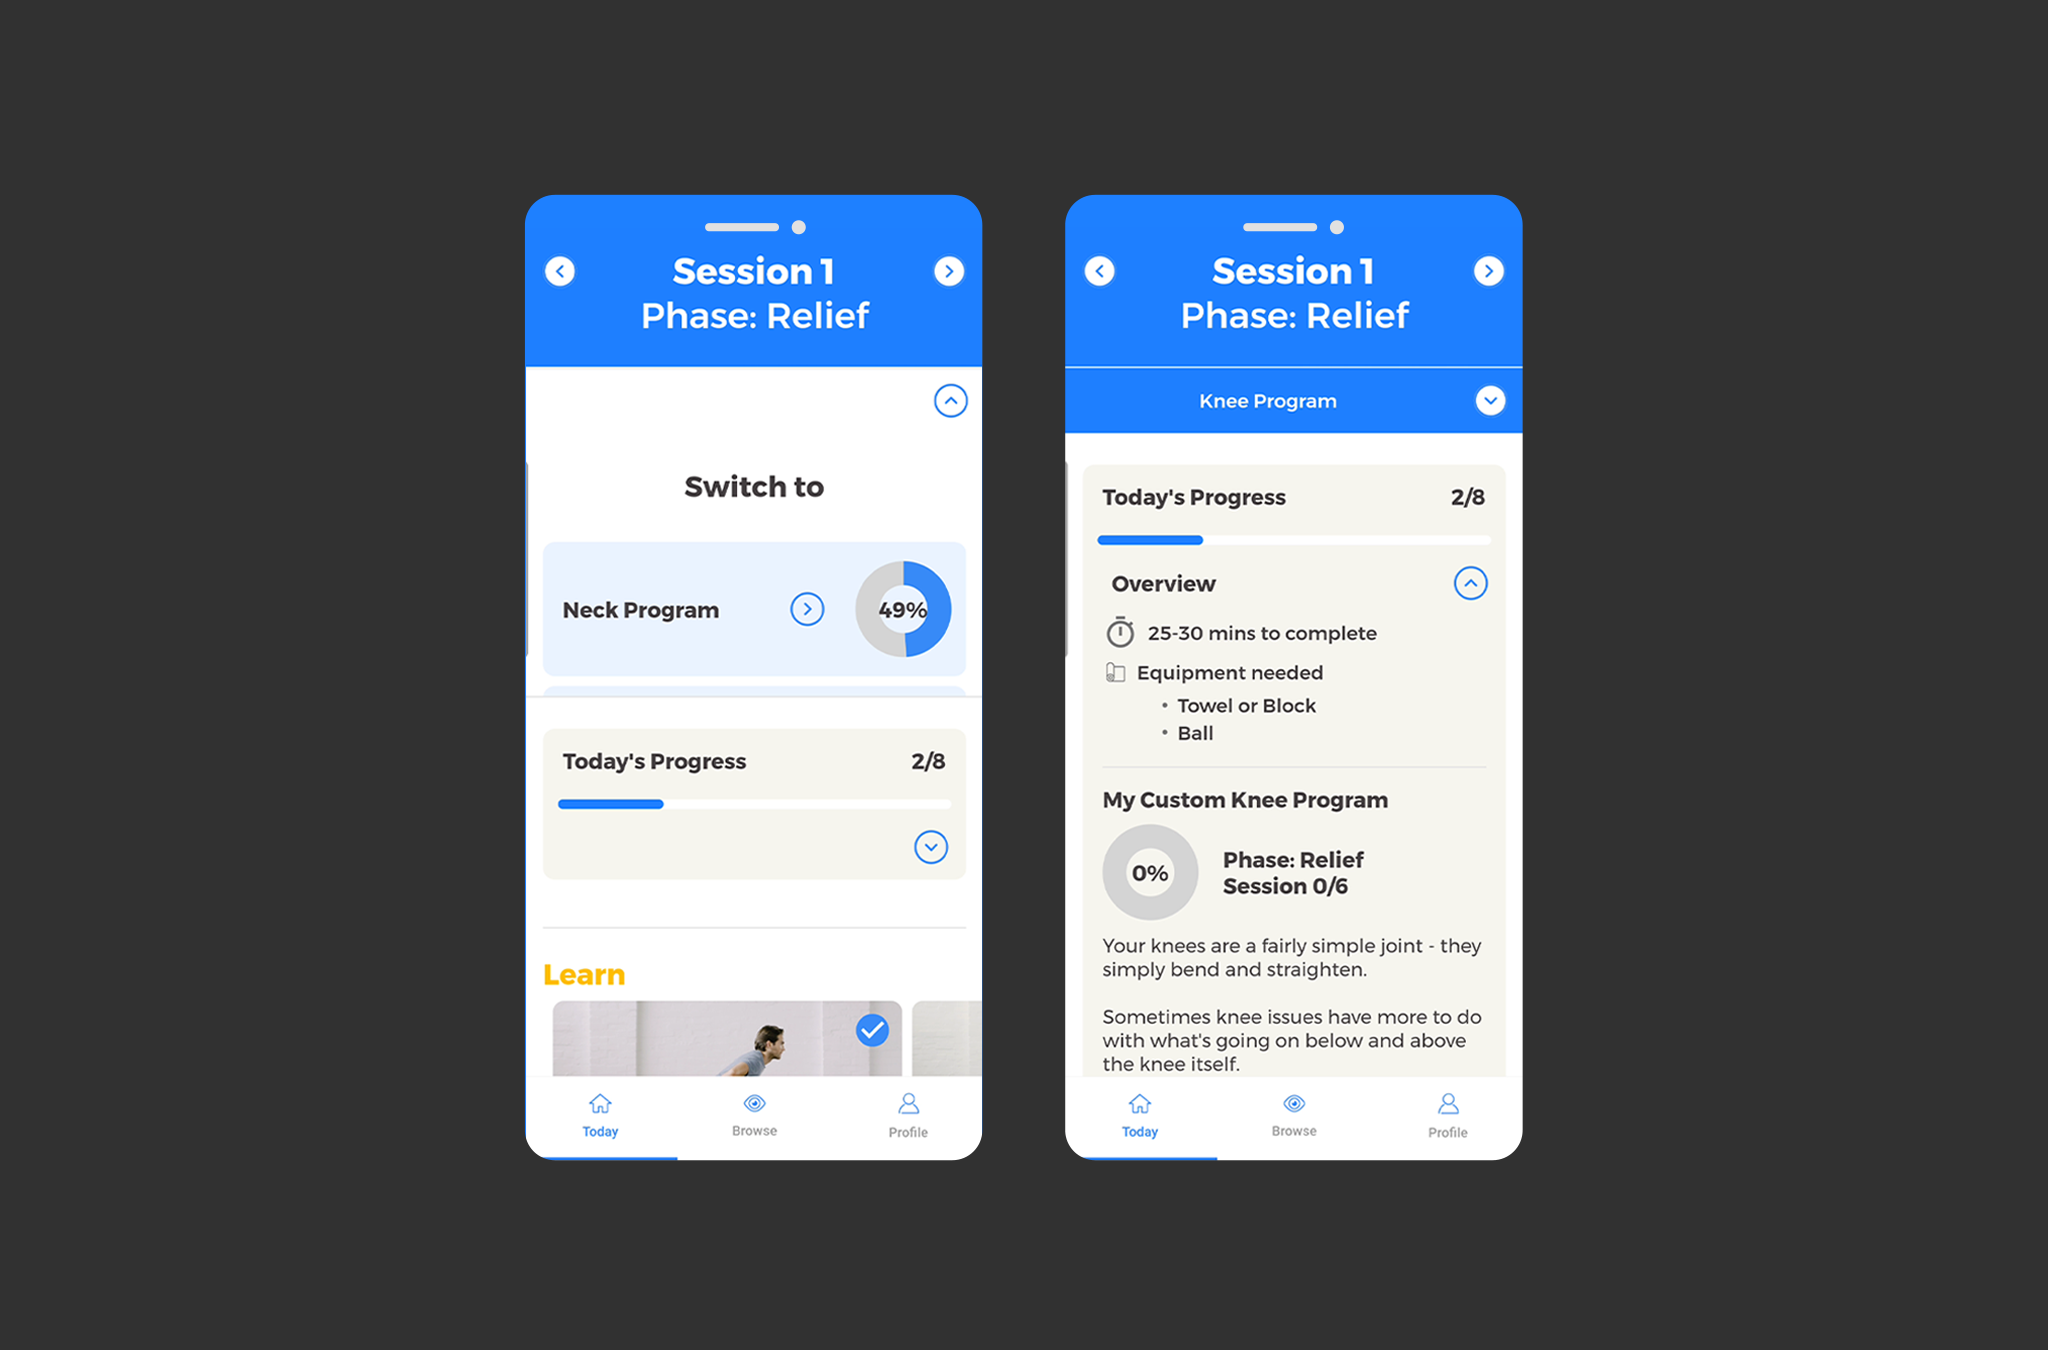 Session 1
Phase: Relief
Switch to
Neck Program
49%
Today's Progress 2/8
Learn
Today Browse Profile
Session 1
Phase: Relief
Knee Program
Today's Progress 2/8
Overview
25-30 mins to complete
Equipment needed
• Towel or Block
• Ball
My Custom Knee Program
0%
Phase: Relief
Session 0/6
Your knees are a fairly simple joint - they
simply bend and straighten.
Sometimes knee issues have more to do
with what's going on below and above
the knee itself.
Today Browse Profile